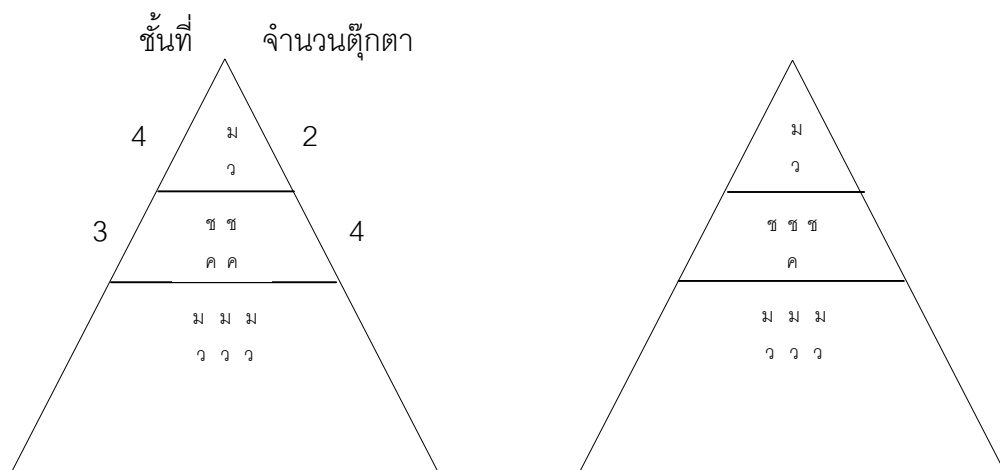 ชั้นที่ จำนวนตุ๊กตา
4 ม 2 ม
ว ว
3 ช ช 4 ช ช ช
ค ค ค
ม ม ม ม ม ม
ว ว ว ว ว ว